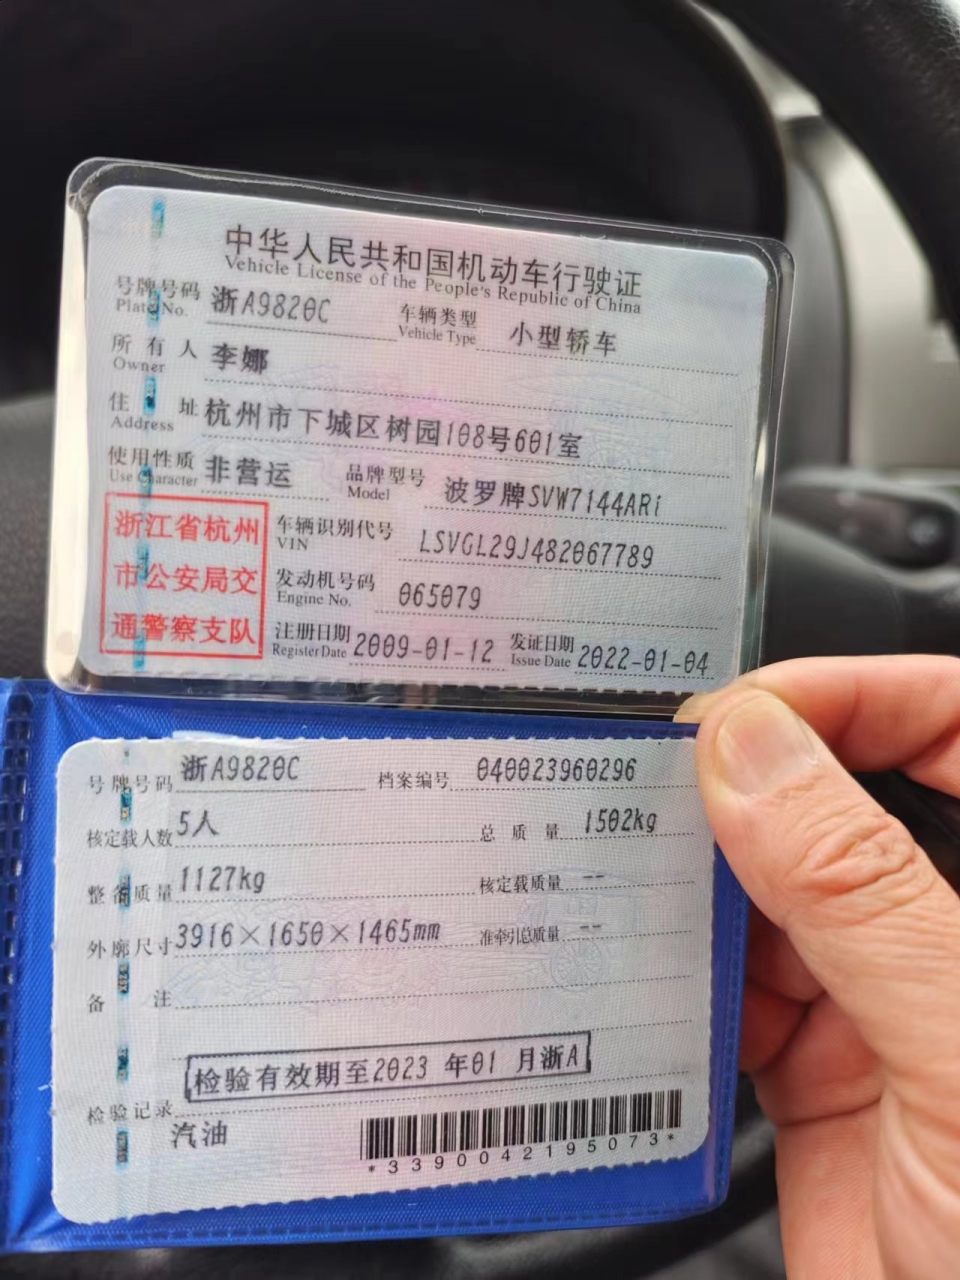 中华人民共和国机动车行驶证
Vehicle License of the People's Republic of China
号牌号码 浙A9820C 车辆类型 小型轿车
Plate No. Vehicle Type
所有人 李娜
Owner
住址 杭州市下城区树园108号601室
Address
使用性质 非营运 品牌型号 波罗牌SVW7144ARi
Use Character Model
浙江省杭州
市公安局交
通警察支队
车辆识别代号 LSVGL29J482067789
VIN
发动机号码 065079
Engine No.
注册日期 2009-01-12 发证日期 2022-01-04
Register Date Issue Date
号牌号码 浙A9820C 档案编号 040023960296
核定载人数 5人 总质量 1502kg
整备质量 1127kg 核定载质量 --
外廓尺寸 3916×1650×1465mm 准牵引总质量 --
备注
检验有效期至2023 年01 月浙A
检验记录
汽油
*3390042195073*